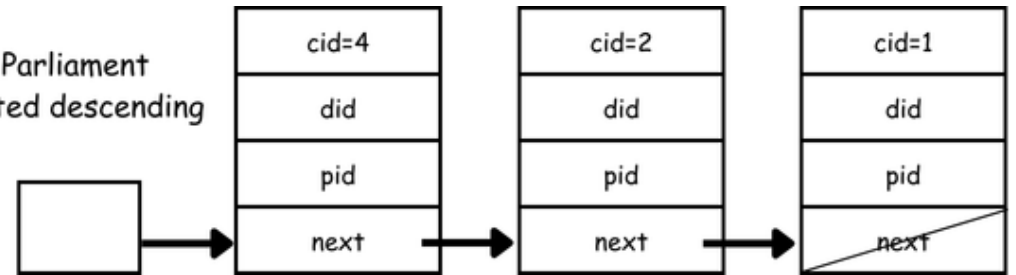 Parliament
ted descending
cid=4
did
pid
next
cid=2
did
pid
next
cid=1
did
pid
next